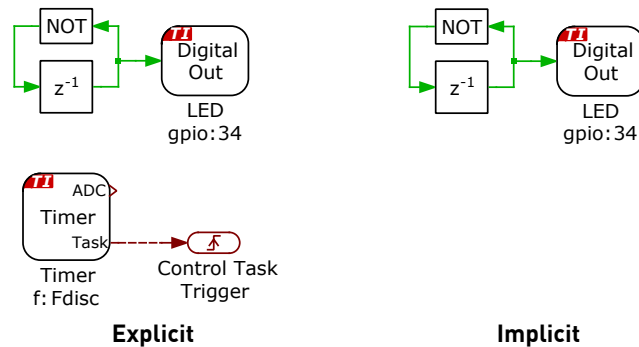 NOT
TI
Digital
Out
z-1
LED
gpio:34
NOT
TI
Digital
Out
z-1
LED
gpio:34
TI
ADC
Timer
Task
Timer
f: Fdisc
Control Task
Trigger
Explicit
Implicit